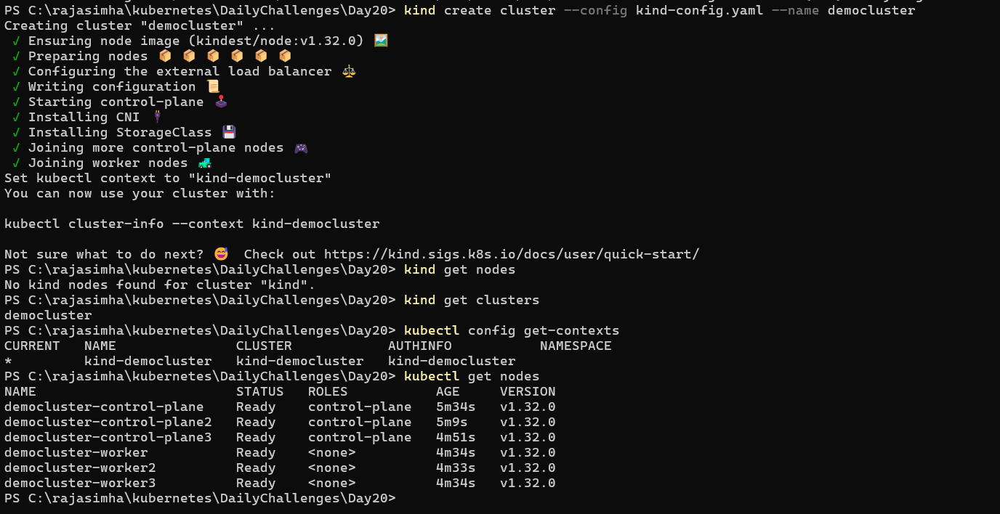 PS C:\rajasimha\kubernetes\DailyChallenges\Day20> kind create cluster --config kind-config.yaml --name democluster
Creating cluster "democluster" ...
 ✓ Ensuring node image (kindest/node:v1.32.0) 🖼
 ✓ Preparing nodes 📦 📦 📦 📦 📦 📦
 ✓ Configuring the external load balancer ⚖️
 ✓ Writing configuration 📜
 ✓ Starting control-plane 🕹️
 ✓ Installing CNI 🔌
 ✓ Installing StorageClass 💾
 ✓ Joining more control-plane nodes 🎮
 ✓ Joining worker nodes 🚜
Set kubectl context to "kind-democluster"
You can now use your cluster with:

kubectl cluster-info --context kind-democluster

Not sure what to do next? 😅  Check out https://kind.sigs.k8s.io/docs/user/quick-start/
PS C:\rajasimha\kubernetes\DailyChallenges\Day20> kind get nodes
No kind nodes found for cluster "kind".
PS C:\rajasimha\kubernetes\DailyChallenges\Day20> kind get clusters
democluster
PS C:\rajasimha\kubernetes\DailyChallenges\Day20> kubectl config get-contexts
CURRENT   NAME               CLUSTER            AUTHINFO           NAMESPACE
*         kind-democluster   kind-democluster   kind-democluster
PS C:\rajasimha\kubernetes\DailyChallenges\Day20> kubectl get nodes
NAME                         STATUS   ROLES           AGE     VERSION
democluster-control-plane    Ready    control-plane   5m34s   v1.32.0
democluster-control-plane2   Ready    control-plane   5m9s    v1.32.0
democluster-control-plane3   Ready    control-plane   4m51s   v1.32.0
democluster-worker           Ready    <none>          4m34s   v1.32.0
democluster-worker2          Ready    <none>          4m33s   v1.32.0
democluster-worker3          Ready    <none>          4m34s   v1.32.0
PS C:\rajasimha\kubernetes\DailyChallenges\Day20>